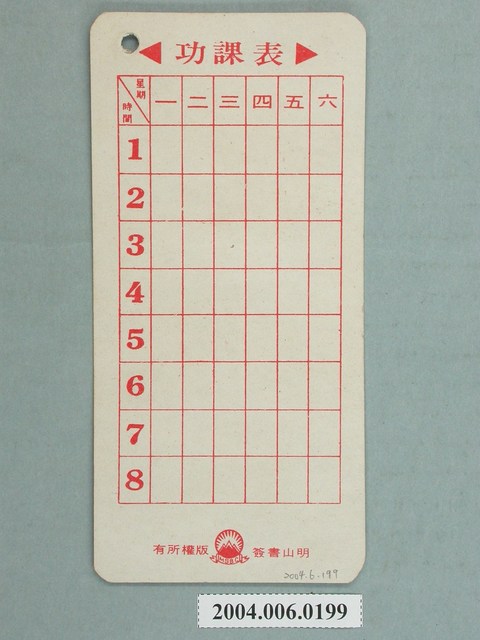 ◀ 功課表 ▶
星期
時間
一 二 三 四 五 六
1
2
3
4
5
6
7
8
有所權版 簽書山明
2004.6.199
2004.006.0199